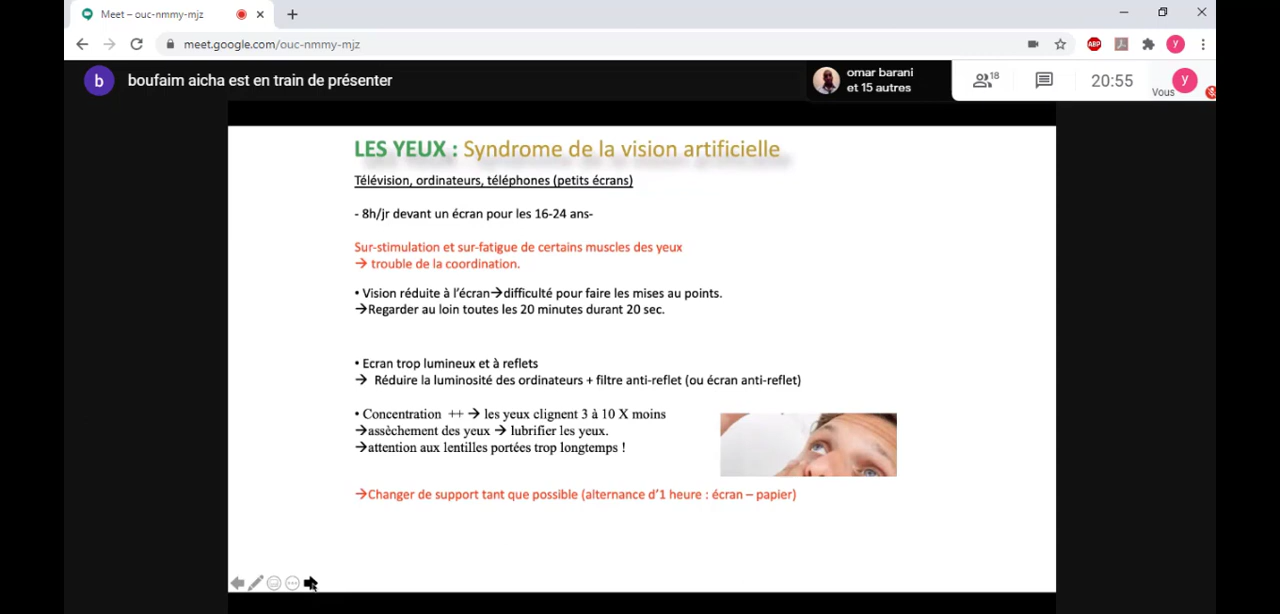 Meet – ouc-nmmy-mjz
meet.google.com/ouc-nmmy-mjz
ABP
y
b
boufaim aicha est en train de présenter
omar barani
et 15 autres
18
20:55
Vous
y
LES YEUX : Syndrome de la vision artificielle
Télévision, ordinateurs, téléphones (petits écrans)
- 8h/jr devant un écran pour les 16-24 ans-
Sur-stimulation et sur-fatigue de certains muscles des yeux
→ trouble de la coordination.
• Vision réduite à l'écran→difficulté pour faire les mises au points.
→Regarder au loin toutes les 20 minutes durant 20 sec.
• Ecran trop lumineux et à reflets
→ Réduire la luminosité des ordinateurs + filtre anti-reflet (ou écran anti-reflet)
• Concentration ++ → les yeux clignent 3 à 10 X moins
→assèchement des yeux → lubrifier les yeux.
→attention aux lentilles portées trop longtemps !
→Changer de support tant que possible (alternance d'1 heure : écran – papier)